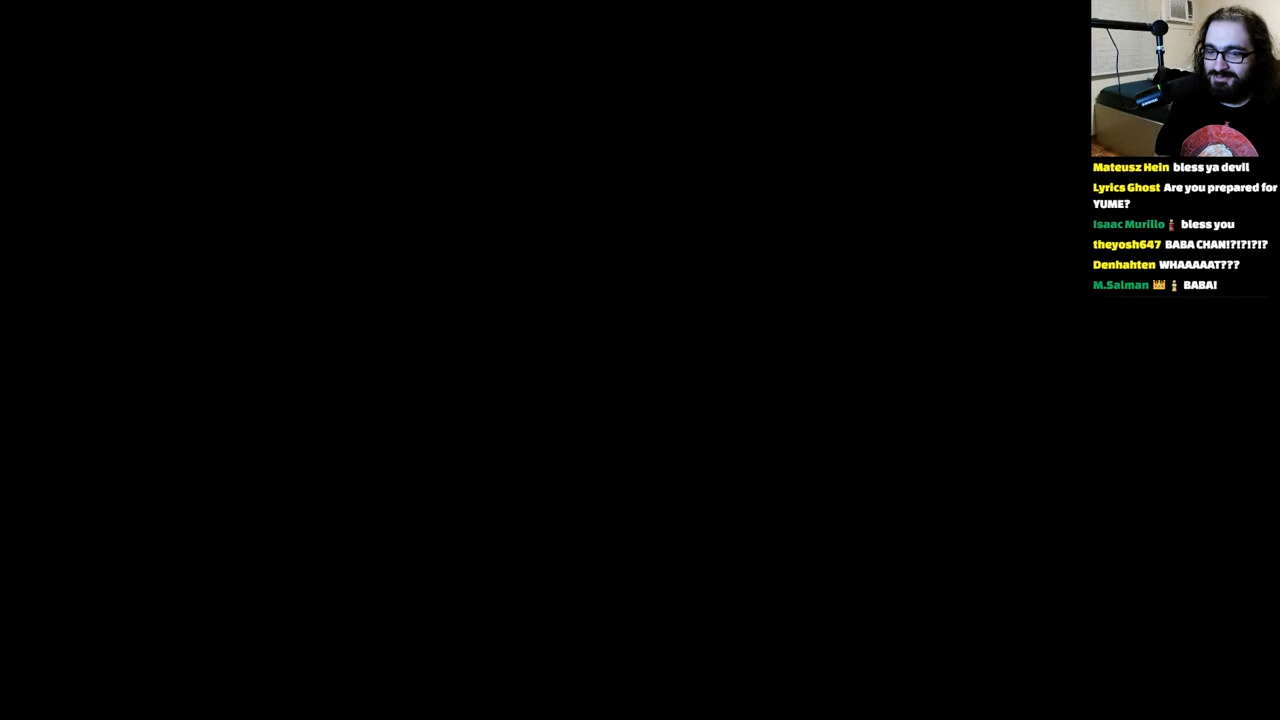 Mateusz Hein bless ya devil
Lyrics Ghost Are you prepared for
YUME?
Isaac Murillo bless you
theyosh647 BABA CHAN!?!?!?!?
Denhahten WHAAAAAT???
M.Salman BABA!